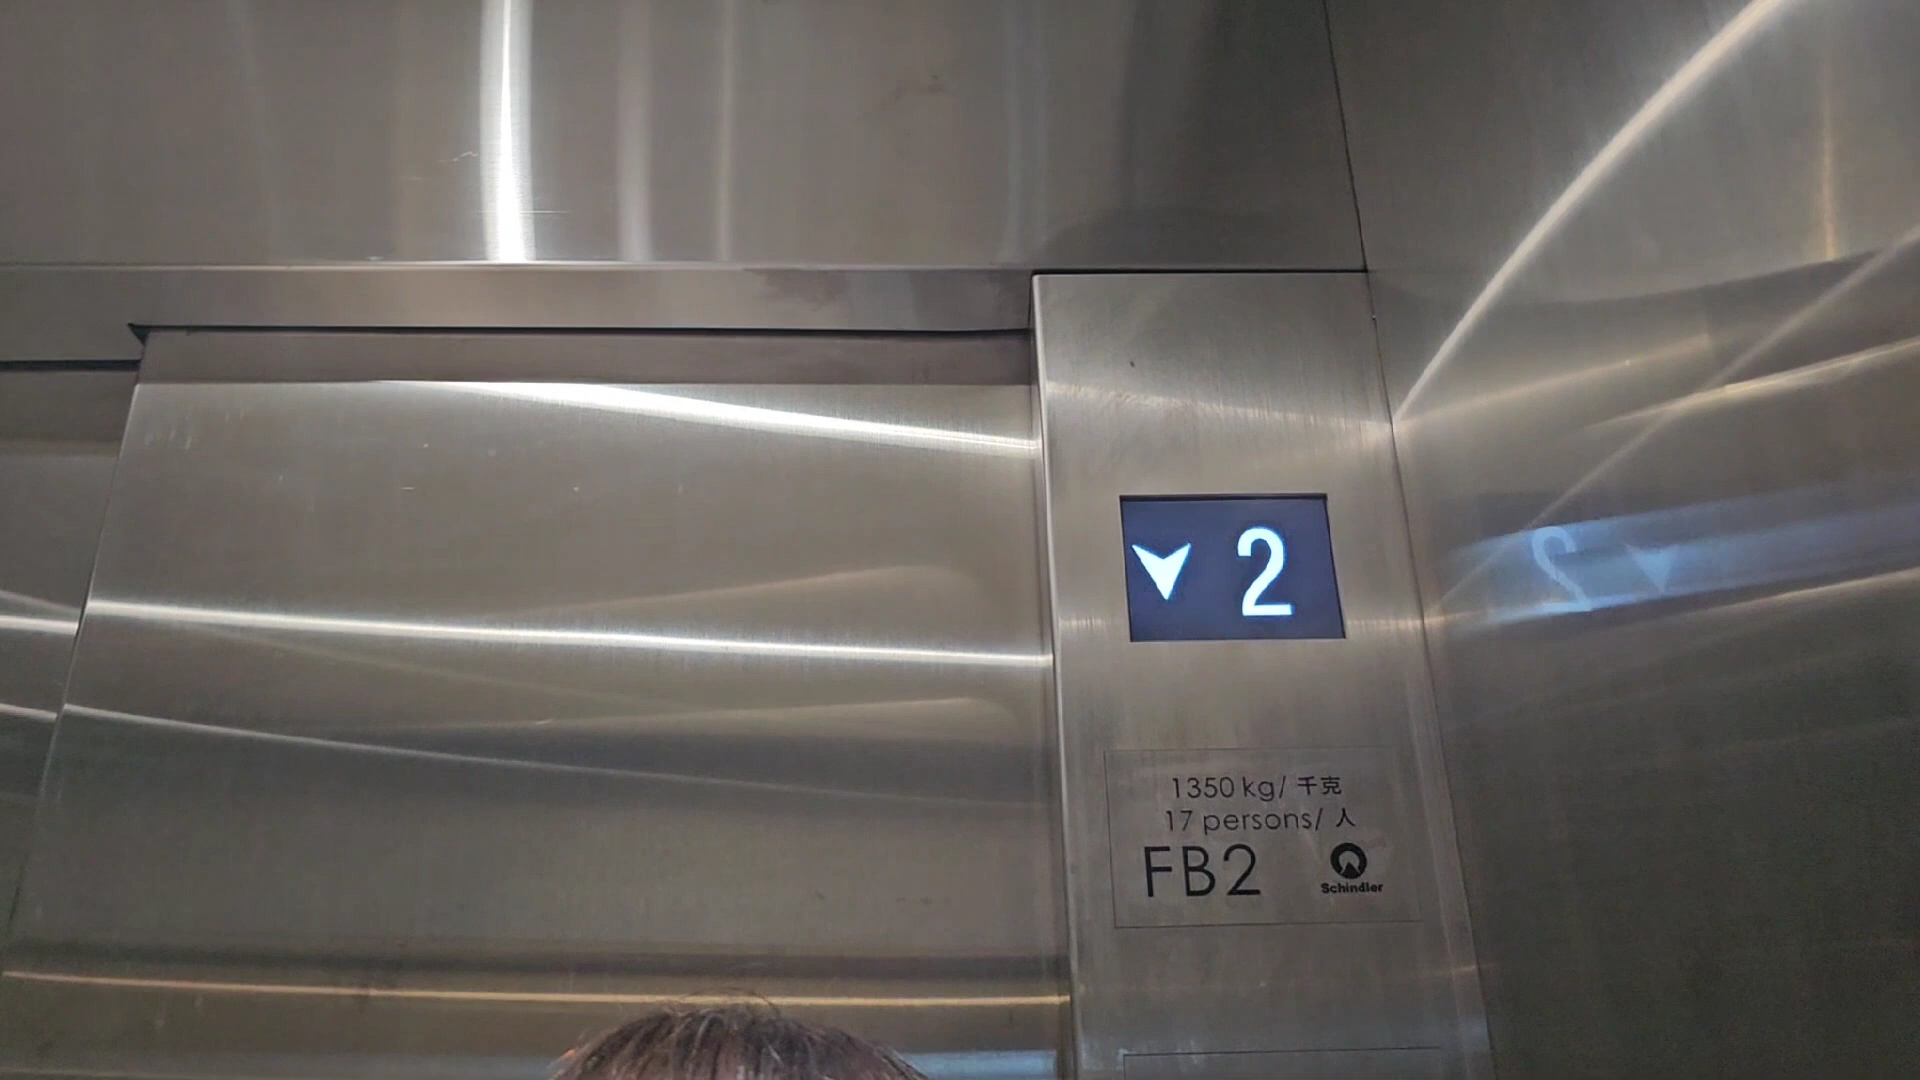 2
1350 kg/ 千克
17 persons/ 人
FB2
Schindler